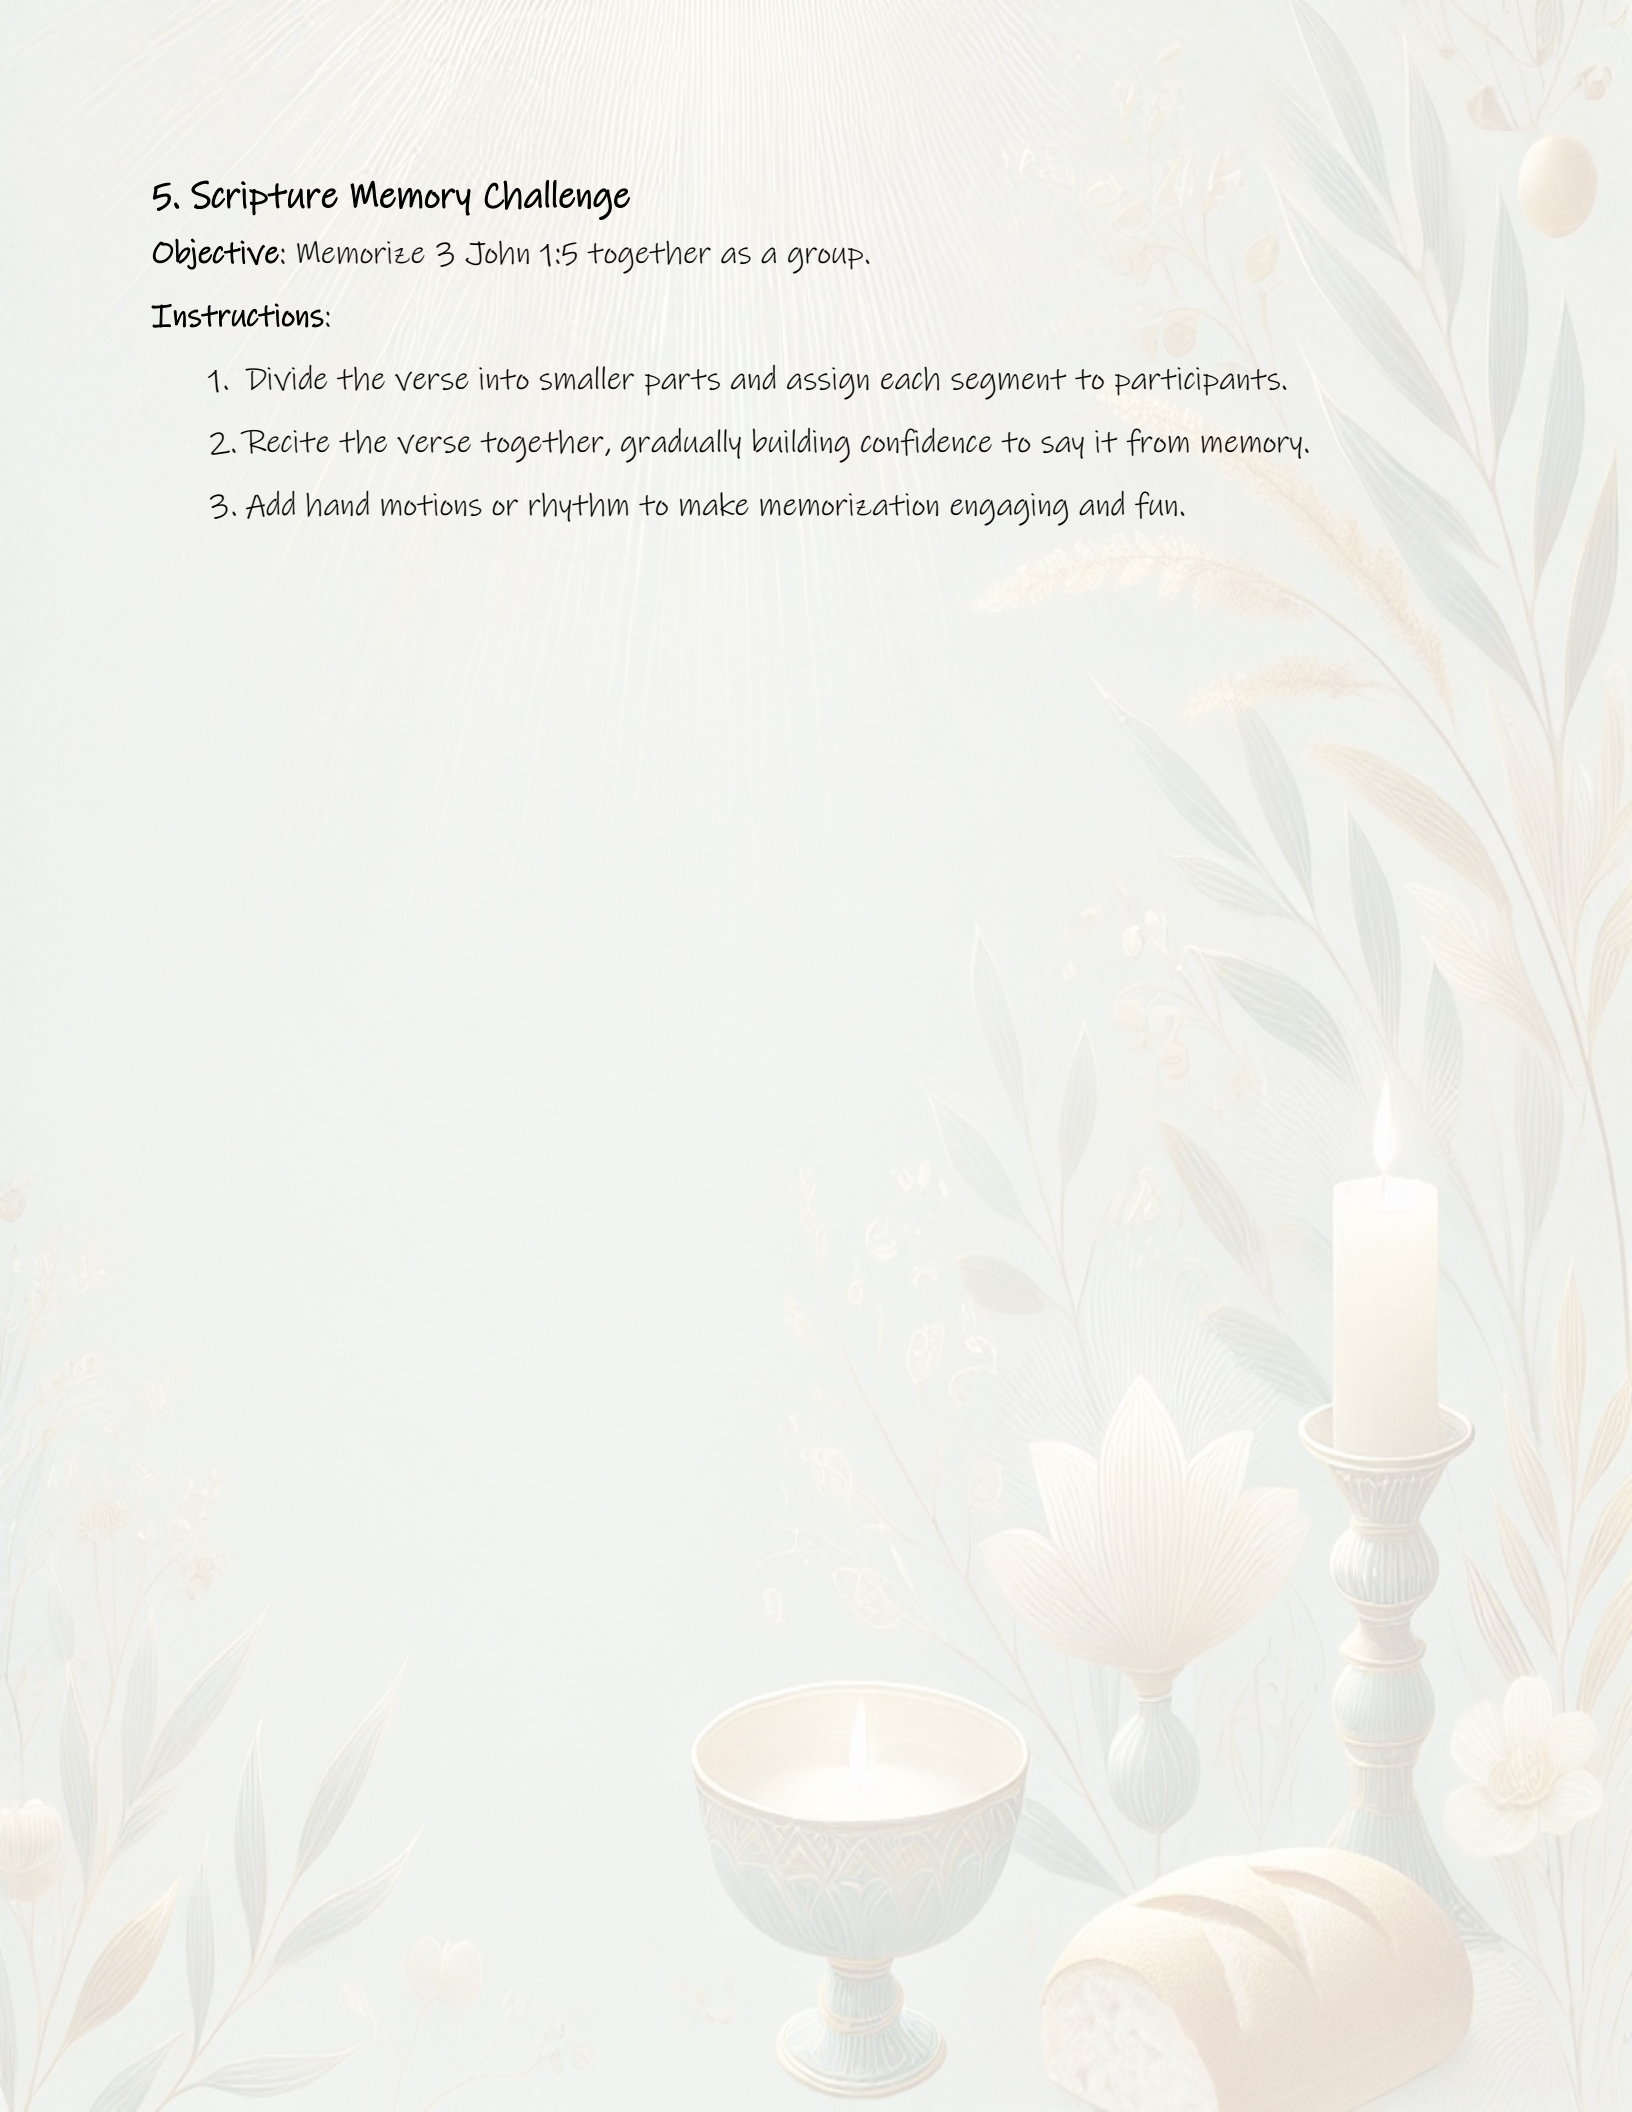 5. Scripture Memory Challenge
Objective: Memorize 3 John 1:5 together as a group.
Instructions:
1. Divide the verse into smaller parts and assign each segment to participants.
2. Recite the verse together, gradually building confidence to say it from memory.
3. Add hand motions or rhythm to make memorization engaging and fun.